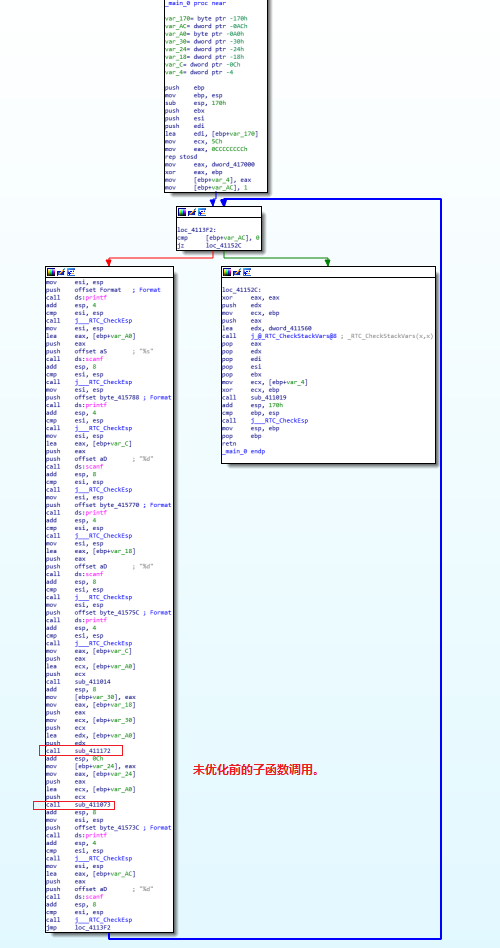 _main_0 proc near
var_170= byte ptr -170h
var_AC= dword ptr -0ACh
var_A0= byte ptr -0A0h
var_30= dword ptr -30h
var_24= dword ptr -24h
var_18= dword ptr -18h
var_C= dword ptr -0Ch
var_4= dword ptr -4
push ebp
mov ebp, esp
sub esp, 170h
push ebx
push esi
push edi
lea edi, [ebp+var_170]
mov ecx, 5Ch
mov eax, 0CCCCCCCCh
rep stosd
mov eax, dword_417000
xor eax, ebp
mov [ebp+var_4], eax
mov [ebp+var_AC], 1
loc_4113F2:
cmp [ebp+var_AC], 0
jz loc_41152C
mov esi, esp
push offset Format ; Format
call ds:printf
add esp, 4
cmp esi, esp
call j___RTC_CheckEsp
mov esi, esp
lea eax, [ebp+var_A0]
push eax
push offset aS ; "%s"
call ds:scanf
add esp, 8
cmp esi, esp
call j___RTC_CheckEsp
mov esi, esp
push offset byte_415788 ; Format
call ds:printf
add esp, 4
cmp esi, esp
call j___RTC_CheckEsp
mov esi, esp
lea eax, [ebp+var_C]
push eax
push offset aD ; "%d"
call ds:scanf
add esp, 8
cmp esi, esp
call j___RTC_CheckEsp
mov esi, esp
push offset byte_415770 ; Format
call ds:printf
add esp, 4
cmp esi, esp
call j___RTC_CheckEsp
mov esi, esp
lea eax, [ebp+var_18]
push eax
push offset aD ; "%d"
call ds:scanf
add esp, 8
cmp esi, esp
call j___RTC_CheckEsp
mov esi, esp
push offset byte_41575C ; Format
call ds:printf
add esp, 4
cmp esi, esp
call j___RTC_CheckEsp
mov eax, [ebp+var_C]
push eax
lea ecx, [ebp+var_A0]
push ecx
call sub_411014
add esp, 8
mov [ebp+var_30], eax
mov eax, [ebp+var_18]
push eax
mov ecx, [ebp+var_30]
push ecx
lea edx, [ebp+var_A0]
push edx
call sub_411172
add esp, 0Ch
mov [ebp+var_24], eax
mov eax, [ebp+var_24]
push eax
lea ecx, [ebp+var_A0]
push ecx
call sub_411073
add esp, 8
mov esi, esp
push offset byte_41573C ; Format
call ds:printf
add esp, 4
cmp esi, esp
call j___RTC_CheckEsp
mov esi, esp
lea eax, [ebp+var_AC]
push eax
push offset aD ; "%d"
call ds:scanf
add esp, 8
cmp esi, esp
call j___RTC_CheckEsp
jmp loc_4113F2
loc_41152C:
xor eax, eax
push edx
mov ecx, ebp
push eax
lea edx, dword_411560
call j_@_RTC_CheckStackVars@8 ; _RTC_CheckStackVars(x,x)
pop eax
pop edx
pop edi
pop esi
pop ebx
mov ecx, [ebp+var_4]
xor ecx, ebp
call sub_411019
add esp, 170h
cmp ebp, esp
call j___RTC_CheckEsp
mov esp, ebp
pop ebp
retn
_main_0 endp
未优化前的子函数调用。